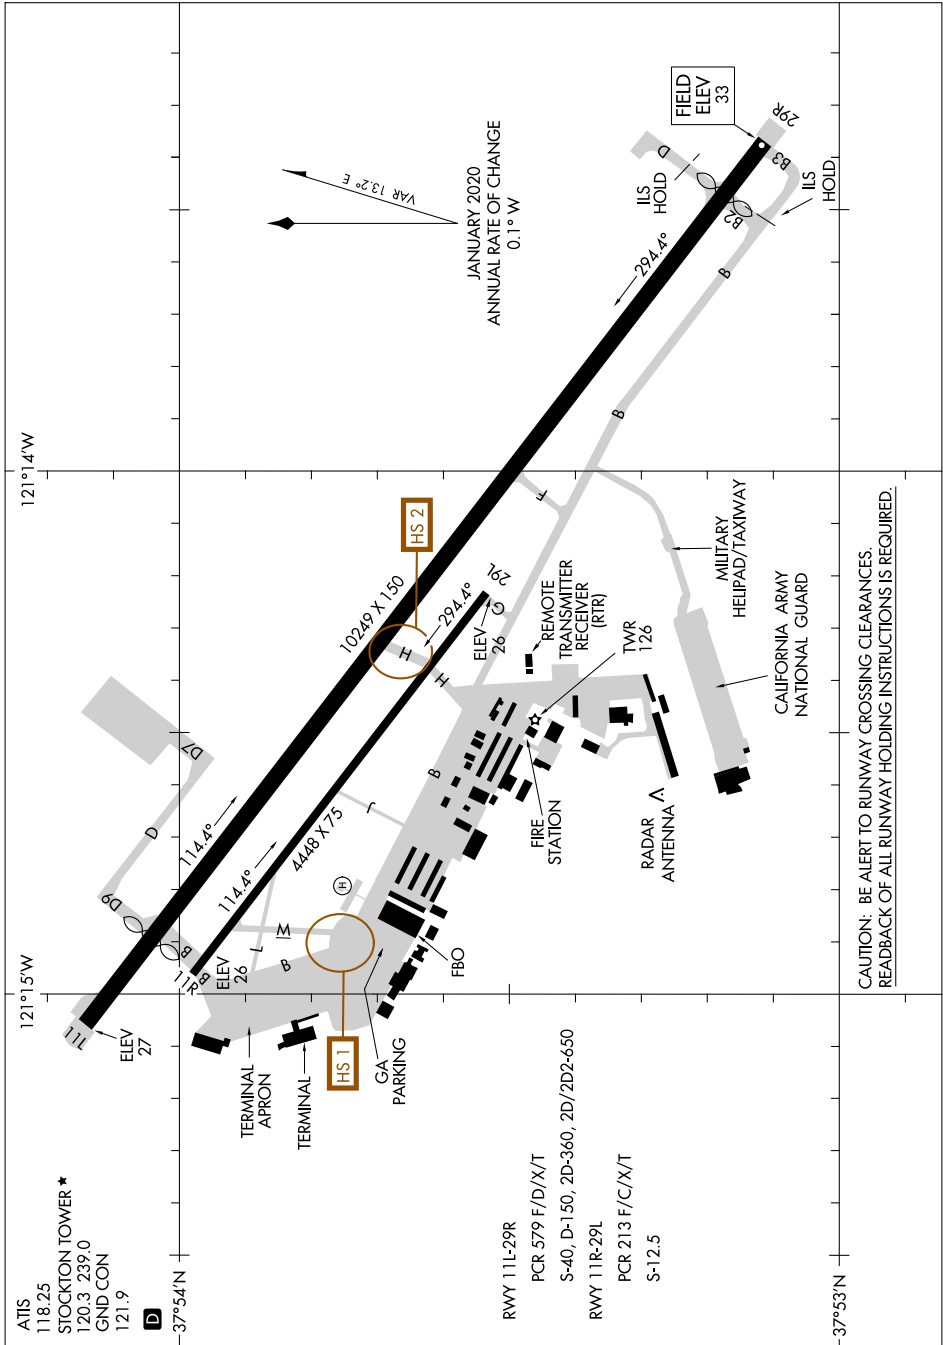 ATIS
118.25
STOCKTON TOWER ★
120.3 239.0
GND CON
121.9
D
37°54'N
37°53'N
121°15'W
121°14'W
11L
ELEV
27
D9
B
B
11R
ELEV
26
L
B
114.4°
114.4°
D
D7
10249 X 150
4448 X 75
J
H
M
HS 1
HS 2
TERMINAL
APRON
TERMINAL
GA
PARKING
FBO
B
H
H
294.4°
29L
G
ELEV
26
REMOTE
TRANSMITTER
RECEIVER
(RTR)
TWR
126
FIRE
STATION
RADAR
ANTENNA
MILITARY
HELIPAD/TAXIWAY
CALIFORNIA ARMY
NATIONAL GUARD
F
B
B
294.4°
B2
ILS
HOLD
D
ILS
HOLD
B3
29R
FIELD
ELEV
33
VAR 13.2° E
JANUARY 2020
ANNUAL RATE OF CHANGE
0.1° W
RWY 11L-29R
PCR 579 F/D/X/T
S-40, D-150, 2D-360, 2D/2D2-650
RWY 11R-29L
PCR 213 F/C/X/T
S-12.5
CAUTION: BE ALERT TO RUNWAY CROSSING CLEARANCES.
READBACK OF ALL RUNWAY HOLDING INSTRUCTIONS IS REQUIRED.